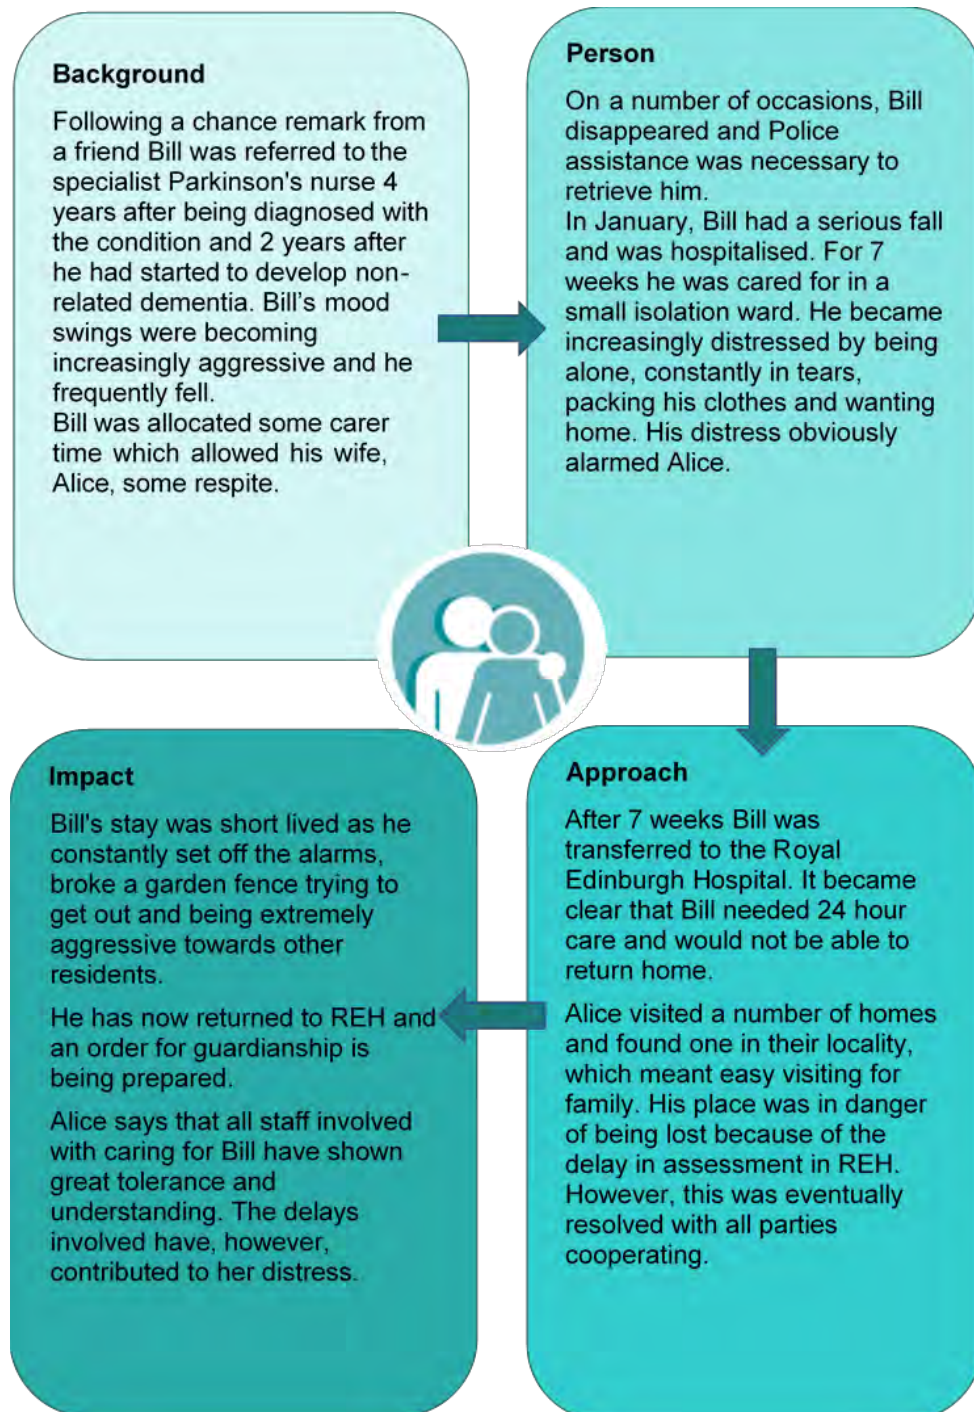 Background
Following a chance remark from
a friend Bill was referred to the
specialist Parkinson's nurse 4
years after being diagnosed with
the condition and 2 years after
he had started to develop non-
related dementia. Bill’s mood
swings were becoming
increasingly aggressive and he
frequently fell.
Bill was allocated some carer
time which allowed his wife,
Alice, some respite.
Person
On a number of occasions, Bill
disappeared and Police
assistance was necessary to
retrieve him.
In January, Bill had a serious fall
and was hospitalised. For 7
weeks he was cared for in a
small isolation ward. He became
increasingly distressed by being
alone, constantly in tears,
packing his clothes and wanting
home. His distress obviously
alarmed Alice.
Approach
After 7 weeks Bill was
transferred to the Royal
Edinburgh Hospital. It became
clear that Bill needed 24 hour
care and would not be able to
return home.
Alice visited a number of homes
and found one in their locality,
which meant easy visiting for
family. His place was in danger
of being lost because of the
delay in assessment in REH.
However, this was eventually
resolved with all parties
cooperating.
Impact
Bill's stay was short lived as he
constantly set off the alarms,
broke a garden fence trying to
get out and being extremely
aggressive towards other
residents.
He has now returned to REH and
an order for guardianship is
being prepared.
Alice says that all staff involved
with caring for Bill have shown
great tolerance and
understanding. The delays
involved have, however,
contributed to her distress.